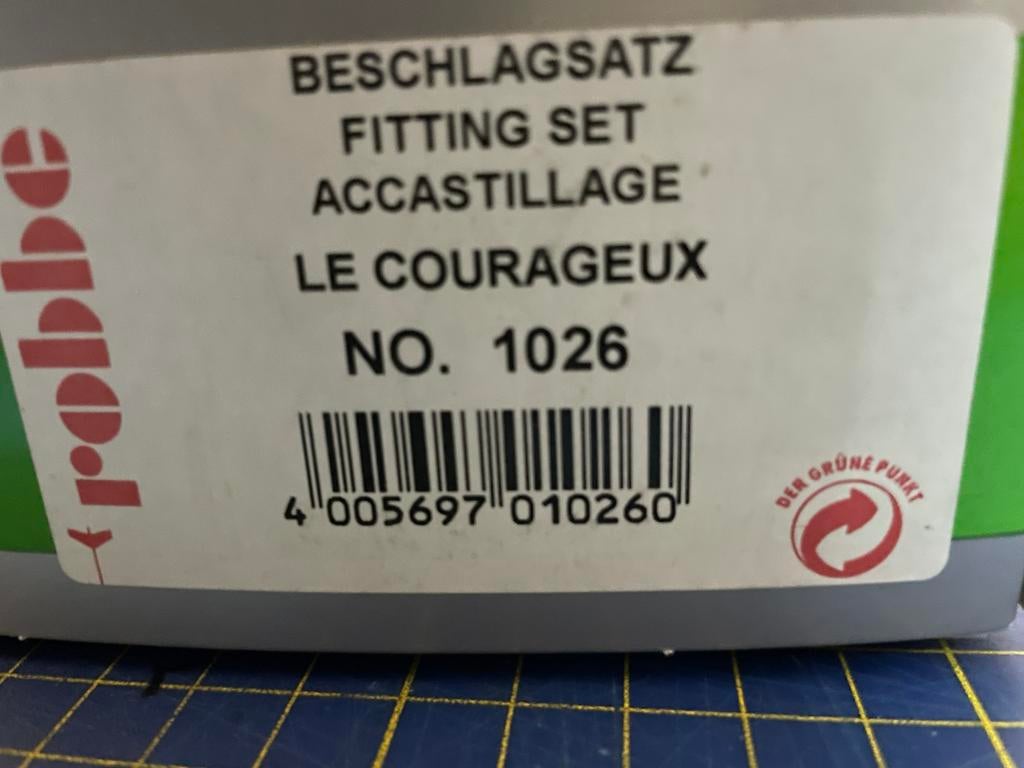 BESCHLAGSATZ
FITTING SET
ACCASTILLAGE
LE COURAGEUX
NO. 1026
4 005697 010260
robbe
DER GRÜNE PUNKT